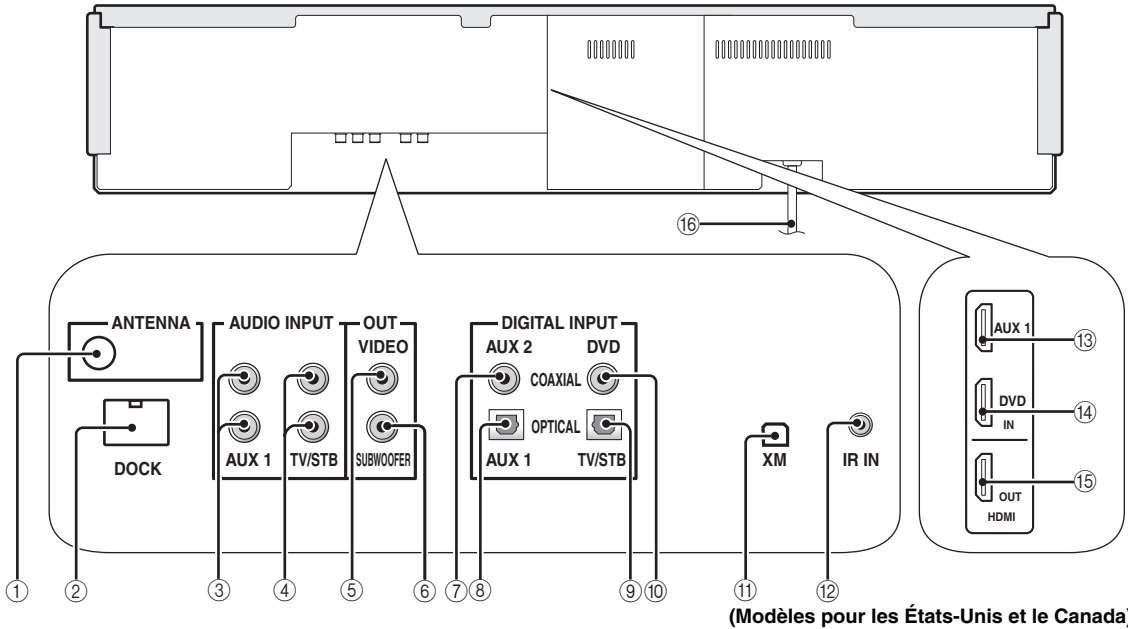 ⑯
ANTENNA AUDIO INPUT OUT DIGITAL INPUT
VIDEO AUX 2 DVD
COAXIAL
OPTICAL
DOCK AUX 1 TV/STB SUBWOOFER AUX 1 TV/STB XM IR IN
AUX 1 ⑬
DVD ⑭
IN
OUT ⑮
HDMI
① ② ③ ④ ⑤ ⑥ ⑦ ⑧ ⑨ ⑩ ⑪ ⑫
(Modèles pour les États-Unis et le Canada)